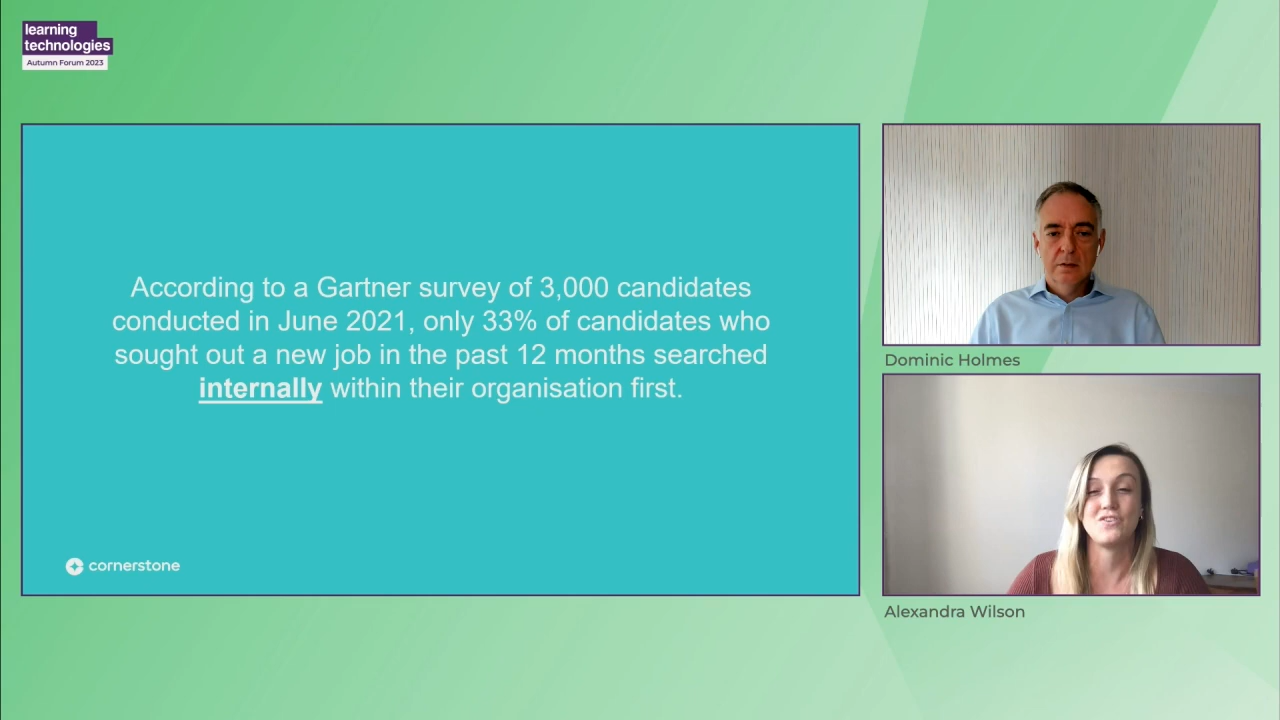 learning
technologies
Autumn Forum 2023
According to a Gartner survey of 3,000 candidates
conducted in June 2021, only 33% of candidates who
sought out a new job in the past 12 months searched
internally within their organisation first.
cornerstone
Dominic Holmes
Alexandra Wilson